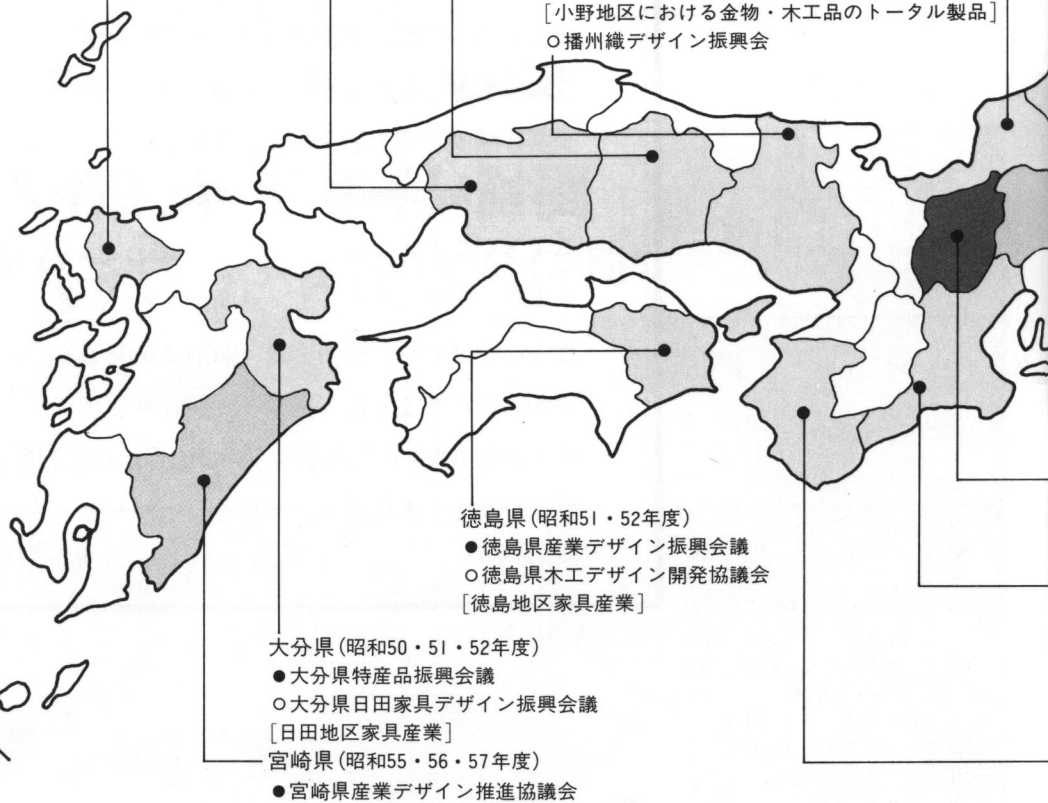 [小野地区における金物・木工品のトータル製品]
○播州織デザイン振興会
徳島県(昭和51・52年度)
●徳島県産業デザイン振興会議
○徳島県木工デザイン開発協議会
[徳島地区家具産業]
大分県(昭和50・51・52年度)
●大分県特産品振興会議
○大分県日田家具デザイン振興会議
[日田地区家具産業]
宮崎県(昭和55・56・57年度)
●宮崎県産業デザイン推進協議会